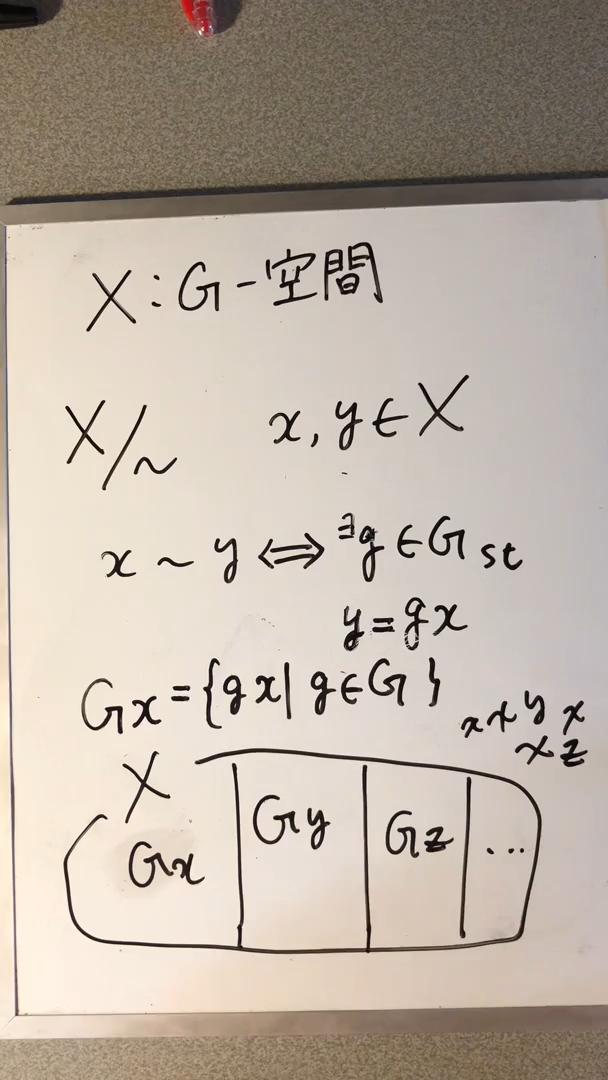 X : G-空間
X/~ x, y ∈ X
x ~ y ⇔ ∃g ∈ G st
y = gx
Gx = {gx | g ∈ G}
x ≁ y ≁
≁ z
X
Gx Gy Gz ...